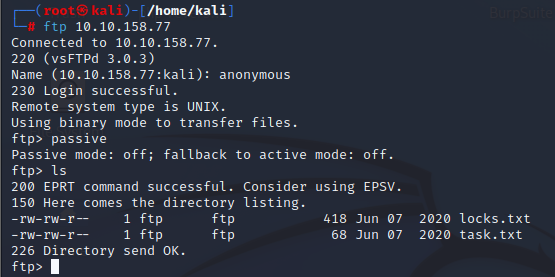 ┌──(root㉿kali)-[/home/kali]
└─# ftp 10.10.158.77
Connected to 10.10.158.77.
220 (vsFTPd 3.0.3)
Name (10.10.158.77:kali): anonymous
230 Login successful.
Remote system type is UNIX.
Using binary mode to transfer files.
ftp> passive
Passive mode: off; fallback to active mode: off.
ftp> ls
200 EPRT command successful. Consider using EPSV.
150 Here comes the directory listing.
-rw-rw-r--    1 ftp      ftp           418 Jun 07  2020 locks.txt
-rw-rw-r--    1 ftp      ftp            68 Jun 07  2020 task.txt
226 Directory send OK.
ftp>